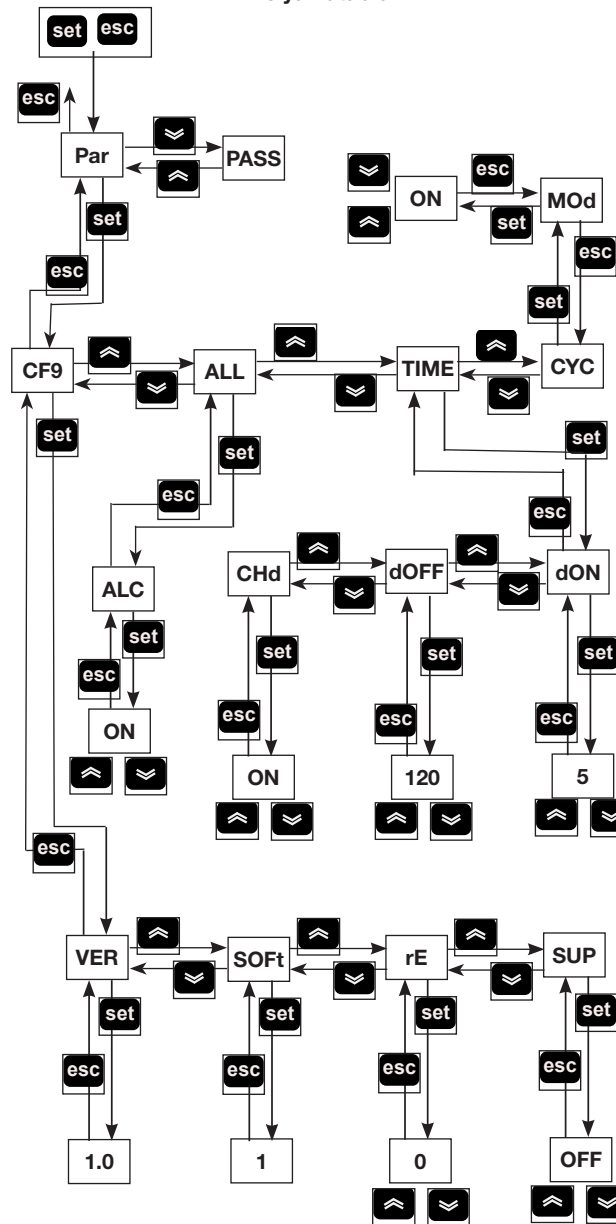 set esc
esc
Par
PASS
set
esc
ON
esc
MOd
set
esc
set
CF9
ALL
TIME
CYC
set
set
set
esc
esc
ALC
CHd
dOFF
dON
set
set
set
set
esc
esc
esc
esc
ON
ON
120
5
esc
VER
SOFt
rE
SUP
set
set
set
set
esc
esc
esc
esc
1.0
1
0
OFF